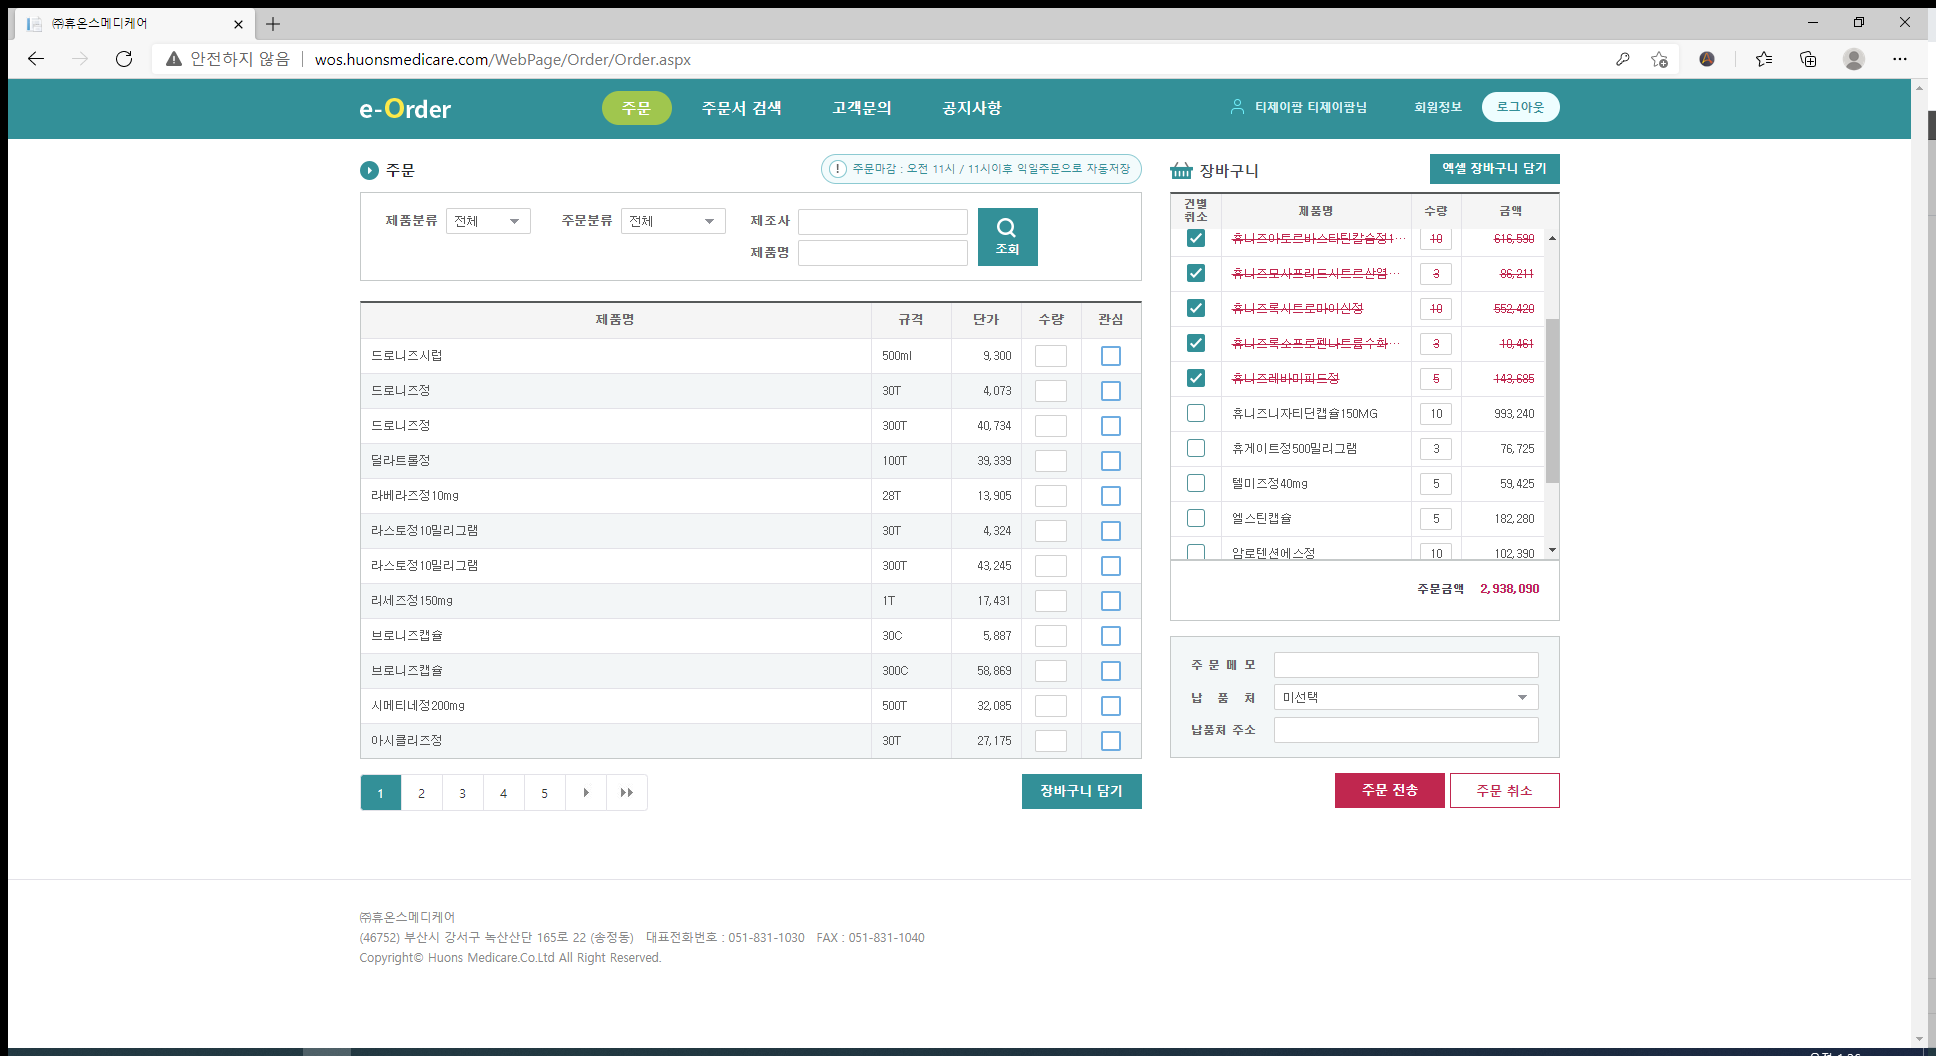 ㈜휴온스메디케어
안전하지 않음
wos.huonsmedicare.com/WebPage/Order/Order.aspx
e-Order
주문
주문서 검색
고객문의
공지사항
티제이팜 티제이팜님
회원정보
로그아웃
주문
주문마감 : 오전 11시 / 11시이후 익일주문으로 자동저장
제품분류 전체 주문분류 전체 제조사
제품명
조회
제품명 규격 단가 수량 관심
드로니즈시럽 500ml 9,300
드로니즈정 30T 4,073
드로니즈정 300T 40,734
딜라트롤정 100T 39,339
라베라즈정10mg 28T 13,905
라스토정10밀리그램 30T 4,324
라스토정10밀리그램 300T 43,245
리세즈정150mg 1T 17,431
브로니즈캡슐 30C 5,887
브로니즈캡슐 300C 58,869
시메티네정200mg 500T 32,085
아시클리즈정 30T 27,175
1 2 3 4 5
장바구니 담기
장바구니
엑셀 장바구니 담기
건별 취소 제품명 수량 금액
휴니즈아토르바스타틴칼슘정1… 10 616,590
휴니즈모사프리드시트르산염… 3 86,211
휴니즈록시트로마이신정 10 552,420
휴니즈록소프로펜나트륨수화… 3 10,461
휴니즈레바미피드정 5 143,685
휴니즈니자티딘캡슐150MG 10 993,240
휴게이트정500밀리그램 3 76,725
텔미즈정40mg 5 59,425
엘스틴캡슐 5 182,280
암로텐션에스정 10 102,390
주문금액 2,938,090
주 문 메 모
납 품 처 미선택
납품처 주소
주문 전송
주문 취소
㈜휴온스메디케어
(46752) 부산시 강서구 녹산산단 165로 22 (송정동) 대표전화번호 : 051-831-1030 FAX : 051-831-1040
Copyright© Huons Medicare.Co.Ltd All Right Reserved.